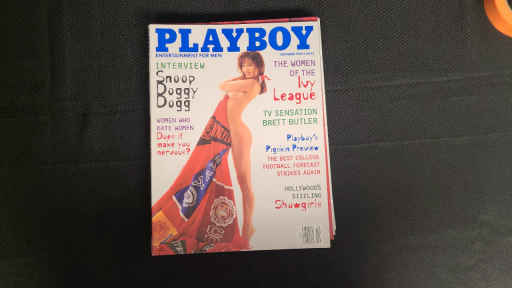 PLAYBOY
ENTERTAINMENT FOR MEN
INTERVIEW
Snoop
Doggy
Dogg
WOMEN WHO
DATE WOMEN
Does it
make you
nervous?
THE WOMEN
OF THE
Ivy
League
TV SENSATION
BRETT BUTLER
Playboy's
Pigskin Preview
THE BEST COLLEGE
FOOTBALL FORECAST
STRIKES AGAIN
HOLLYWOOD'S
SIZZLING
Showgirls